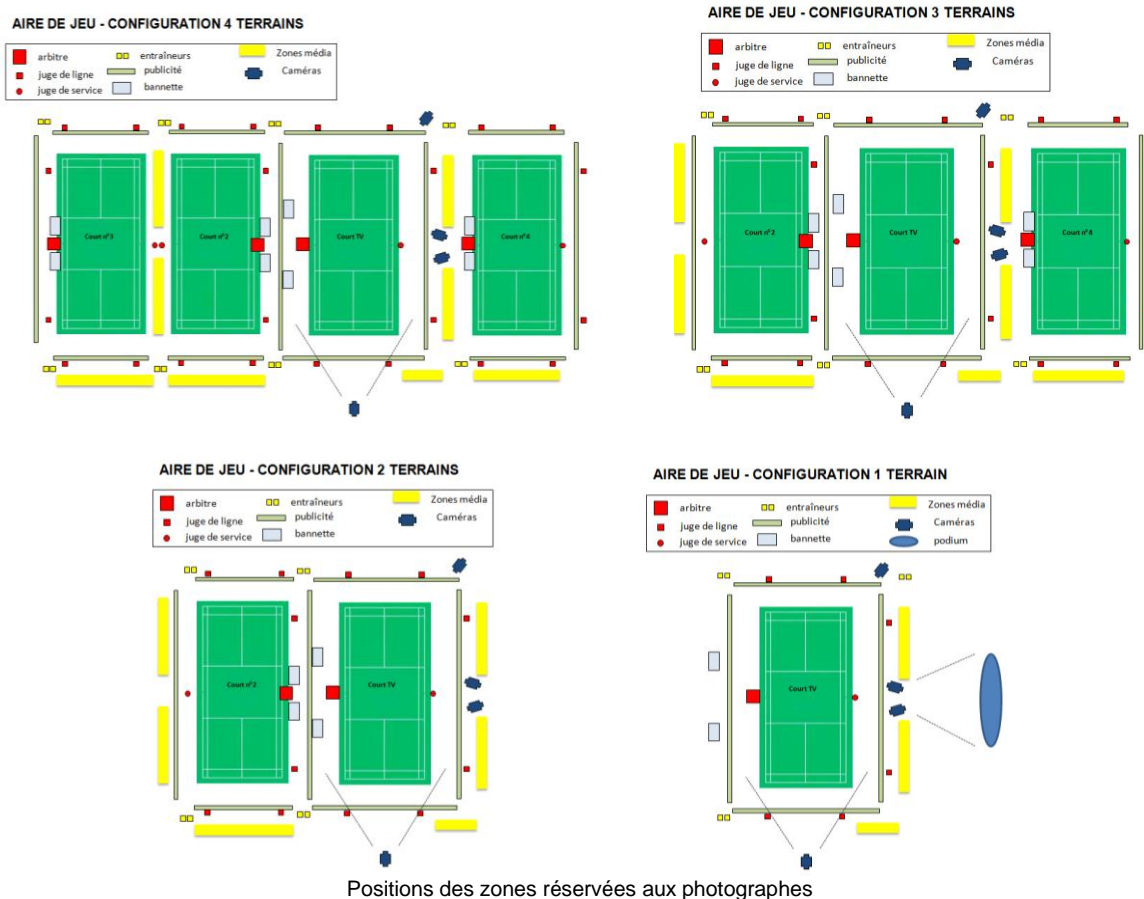 AIRE DE JEU - CONFIGURATION 4 TERRAINS
arbitre
entraîneurs
Zones média
juge de ligne
publicité
Caméras
juge de service
bannette
Court n°3
Court n°2
Court TV
Court n°4
AIRE DE JEU - CONFIGURATION 3 TERRAINS
arbitre
entraîneurs
Zones média
juge de ligne
publicité
Caméras
juge de service
bannette
Court n°2
Court TV
Court n°4
AIRE DE JEU - CONFIGURATION 2 TERRAINS
arbitre
entraîneurs
Zones média
juge de ligne
publicité
Caméras
juge de service
bannette
Court n°2
Court TV
AIRE DE JEU - CONFIGURATION 1 TERRAIN
arbitre
entraîneurs
Zones média
juge de ligne
publicité
Caméras
juge de service
bannette
podium
Court TV
Positions des zones réservées aux photographes